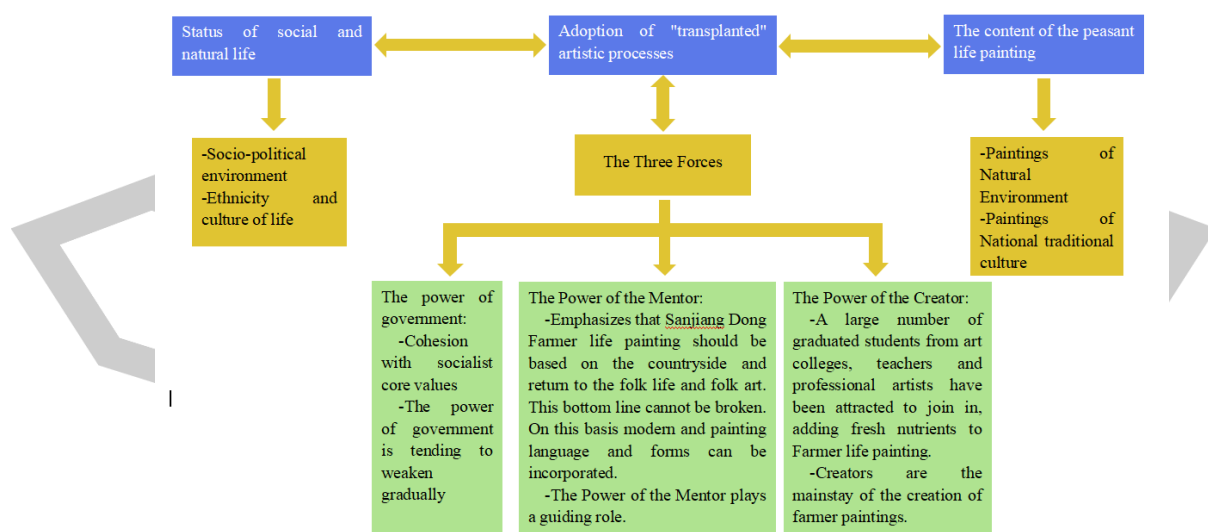 Status of social and
natural life
Adoption of "transplanted"
artistic processes
The content of the peasant
life painting
-Socio-political
environment
-Ethnicity and
culture of life
The Three Forces
-Paintings of
Natural
Environment
-Paintings of
National traditional
culture
The power of
government:
-Cohesion
with socialist
core values
-The power
of government
is tending to
weaken
gradually
The Power of the Mentor:
-Emphasizes that Sanjiang Dong
Farmer life painting should be
based on the countryside and
return to the folk life and folk art.
This bottom line cannot be broken.
On this basis modern and painting
language and forms can be
incorporated.
-The Power of the Mentor plays
a guiding role.
The Power of the Creator:
-A large number of
graduated students from art
colleges, teachers and
professional artists have
been attracted to join in,
adding fresh nutrients to
Farmer life painting.
-Creators are the
mainstay of the creation of
farmer paintings.